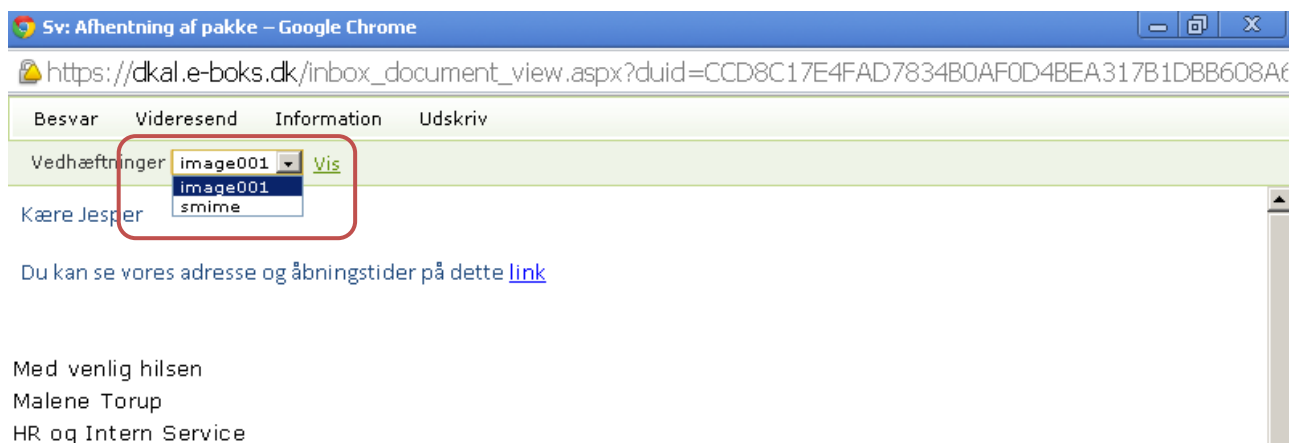 Sv: Afhentning af pakke – Google Chrome
https://dkal.e-boks.dk/inbox_document_view.aspx?duid=CCD8C17E4FAD7834B0AF0D4BEA317B1DBB608A6
Besvar Videresend Information Udskriv
Vedhæftninger image001 Vis
image001
smime
Kære Jesper
Du kan se vores adresse og åbningstider på dette link
Med venlig hilsen
Malene Torup
HR og Intern Service